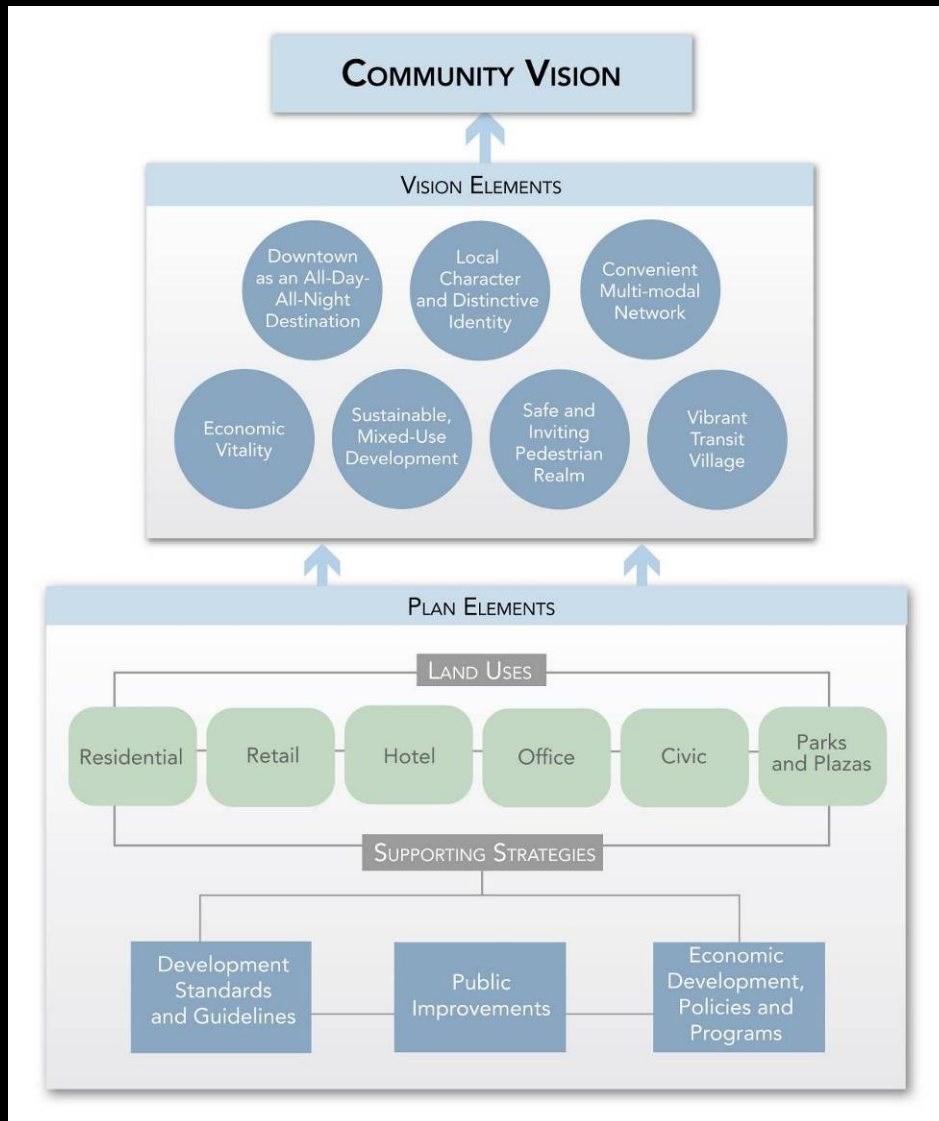 COMMUNITY VISION
VISION ELEMENTS
Downtown
as an All-Day-
All-Night
Destination
Local
Character
and Distinctive
Identity
Convenient
Multi-modal
Network
Economic
Vitality
Sustainable,
Mixed-Use
Development
Safe and
Inviting
Pedestrian
Realm
Vibrant
Transit
Village
PLAN ELEMENTS
LAND USES
Residential
Retail
Hotel
Office
Civic
Parks
and Plazas
SUPPORTING STRATEGIES
Development
Standards
and Guidelines
Public
Improvements
Economic
Development,
Policies and
Programs